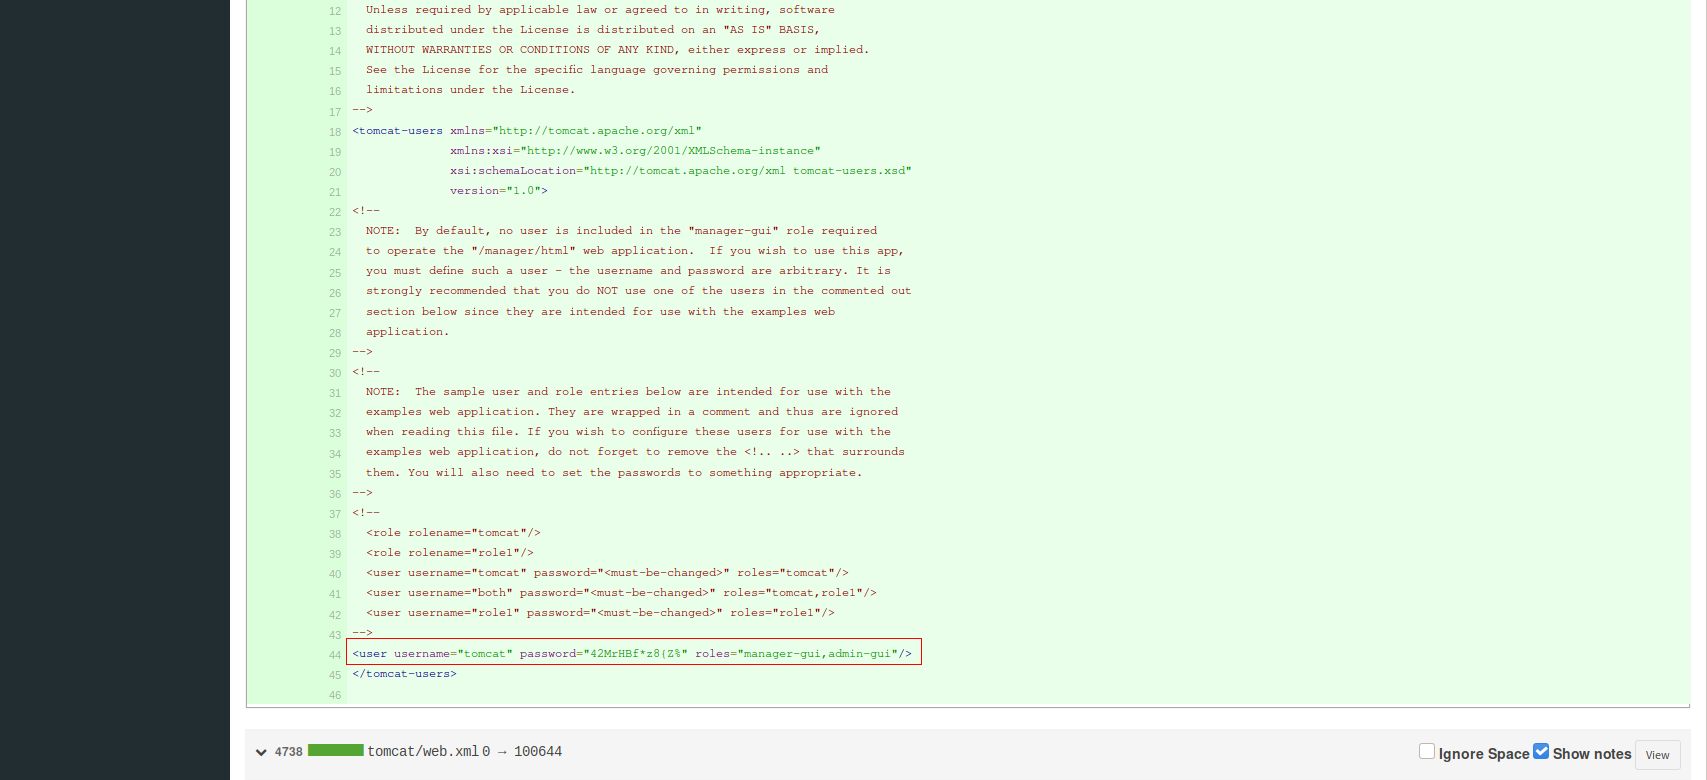 12 Unless required by applicable law or agreed to in writing, software
13 distributed under the License is distributed on an "AS IS" BASIS,
14 WITHOUT WARRANTIES OR CONDITIONS OF ANY KIND, either express or implied.
15 See the License for the specific language governing permissions and
16 limitations under the License.
17 -->
18 <tomcat-users xmlns="http://tomcat.apache.org/xml"
19 xmlns:xsi="http://www.w3.org/2001/XMLSchema-instance"
20 xsi:schemaLocation="http://tomcat.apache.org/xml tomcat-users.xsd"
21 version="1.0">
22 <!--
23 NOTE:  By default, no user is included in the "manager-gui" role required
24 to operate the "/manager/html" web application.  If you wish to use this app,
25 you must define such a user - the username and password are arbitrary. It is
26 strongly recommended that you do NOT use one of the users in the commented out
27 section below since they are intended for use with the examples web
28 application.
29 -->
30 <!--
31 NOTE:  The sample user and role entries below are intended for use with the
32 examples web application. They are wrapped in a comment and thus are ignored
33 when reading this file. If you wish to configure these users for use with the
34 examples web application, do not forget to remove the <!.. ..> that surrounds
35 them. You will also need to set the passwords to something appropriate.
36 -->
37 <!--
38 <role rolename="tomcat"/>
39 <role rolename="role1"/>
40 <user username="tomcat" password="<must-be-changed>" roles="tomcat"/>
41 <user username="both" password="<must-be-changed>" roles="tomcat,role1"/>
42 <user username="role1" password="<must-be-changed>" roles="role1"/>
43 -->
44 <user username="tomcat" password="42MrHBf*z8{Z%" roles="manager-gui,admin-gui"/>
45 </tomcat-users>
46
4738 tomcat/web.xml 0 → 100644 Ignore Space Show notes View